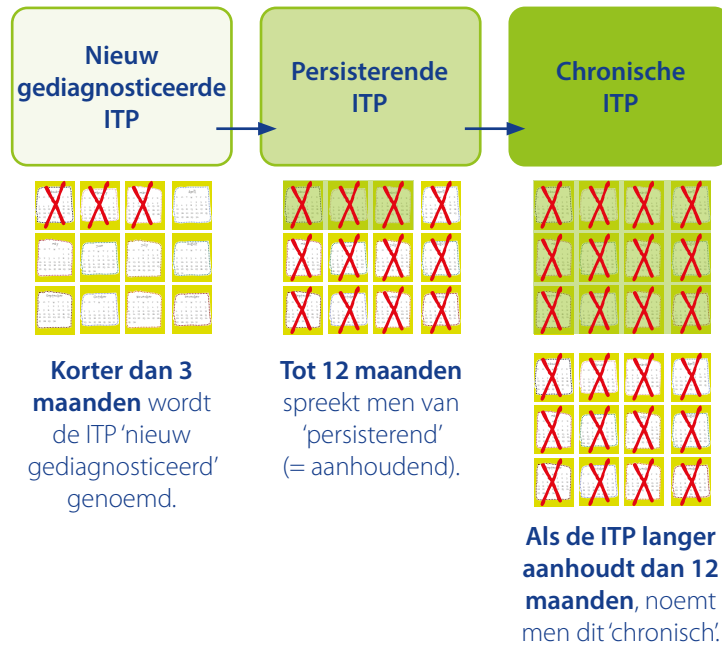 Nieuw
gediagnosticeerde
ITP
Persisterende
ITP
Chronische
ITP
Korter dan 3
maanden wordt
de ITP ‘nieuw
gediagnosticeerd’
genoemd.
Tot 12 maanden
spreekt men van
‘persisterend’
(= aanhoudend).
Als de ITP langer
aanhoudt dan 12
maanden, noemt
men dit ‘chronisch’.